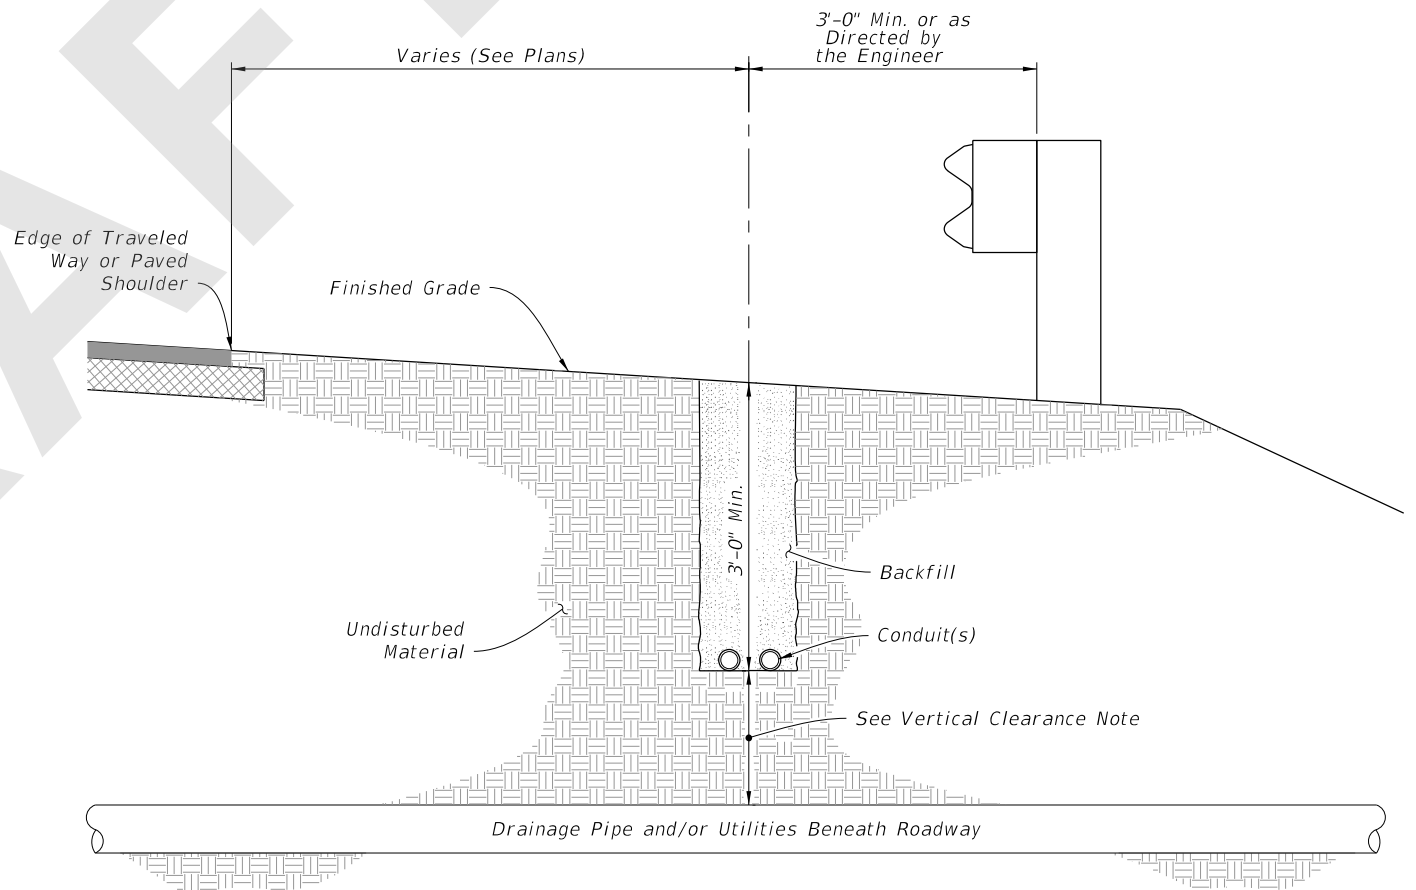 3'-0" Min. or as
Directed by
the Engineer
Varies (See Plans)
Edge of Traveled
Way or Paved
Shoulder
Finished Grade
3'-0" Min.
Backfill
Undisturbed
Material
Conduit(s)
See Vertical Clearance Note
Drainage Pipe and/or Utilities Beneath Roadway